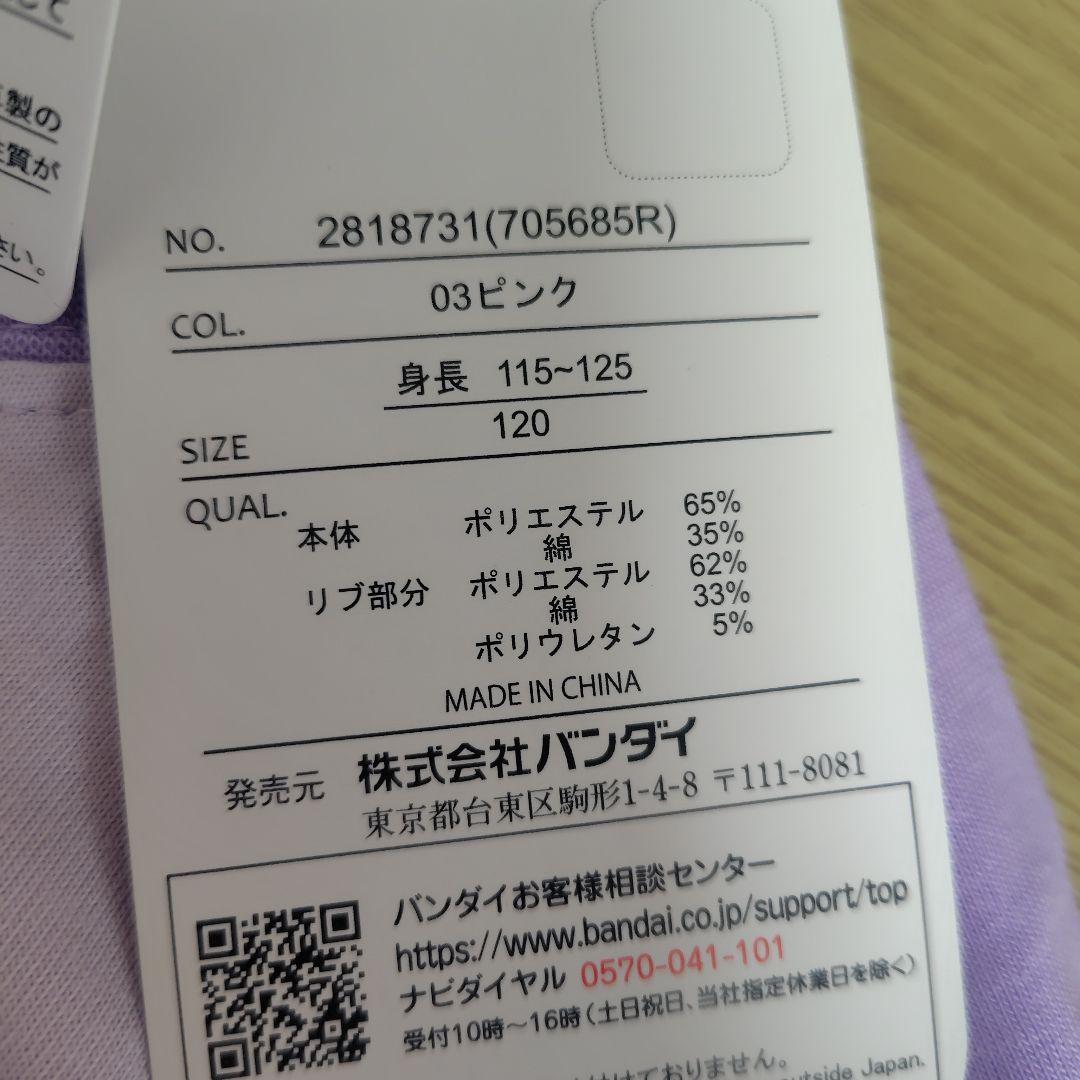 製の
質が
さい。
NO. 2818731(705685R)
COL. 03ピンク
身長 115~125
SIZE 120
QUAL. 本体 ポリエステル 65%
綿 35%
リブ部分 ポリエステル 62%
綿 33%
ポリウレタン 5%
MADE IN CHINA
発売元 株式会社バンダイ
東京都台東区駒形1-4-8 〒111-8081
バンダイお客様相談センター
https://www.bandai.co.jp/support/top
ナビダイヤル 0570-041-101
受付10時～16時(土日祝日、当社指定休業日を除く)
けておりません。
outside Japan.